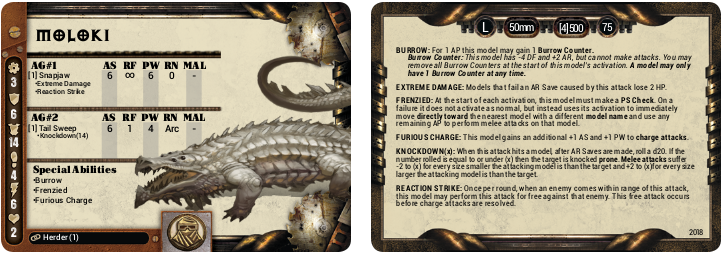 MOLOKI
AG#1 AS RF PW RN MAL
[1] Snapjaw 6 ∞ 6 0 -
•Extreme Damage
•Reaction Strike
AG#2 AS RF PW RN MAL
[1] Tail Sweep 6 1 4 Arc -
•Knockdown(14)
Special Abilities
•Burrow
•Frenzied
•Furious Charge
3
6
14
4
6
2
Herder (1)
L 50mm [4]500 75
BURROW: For 1 AP this model may gain 1 Burrow Counter.
Burrow Counter: This model has -4 DF and +2 AR, but cannot make attacks. You may
remove all Burrow Counters at the start of this model's activation. A model may only
have 1 Burrow Counter at any time.
EXTREME DAMAGE: Models that fail an AR Save caused by this attack lose 2 HP.
FRENZIED: At the start of each activation, this model must make a PS Check. On a
failure it does not activate as normal, but instead uses its activation to immediately
move directly toward the nearest model with a different model name and use any
remaining AP to perform melee attacks on that model.
FURIOUS CHARGE: This model gains an additional +1 AS and +1 PW to charge attacks.
KNOCKDOWN(x): When this attack hits a model, after AR Saves are made, roll a d20. If the
number rolled is equal to or under (x) then the target is knocked prone. Melee attacks suffer
-2 to (x) for every size smaller the attacking model is than the target and +2 to (x) for every size
larger the attacking model is than the target.
REACTION STRIKE: Once per round, when an enemy comes within range of this attack,
this model may perform this attack for free against that enemy. This free attack occurs
before charge attacks are resolved.
2018